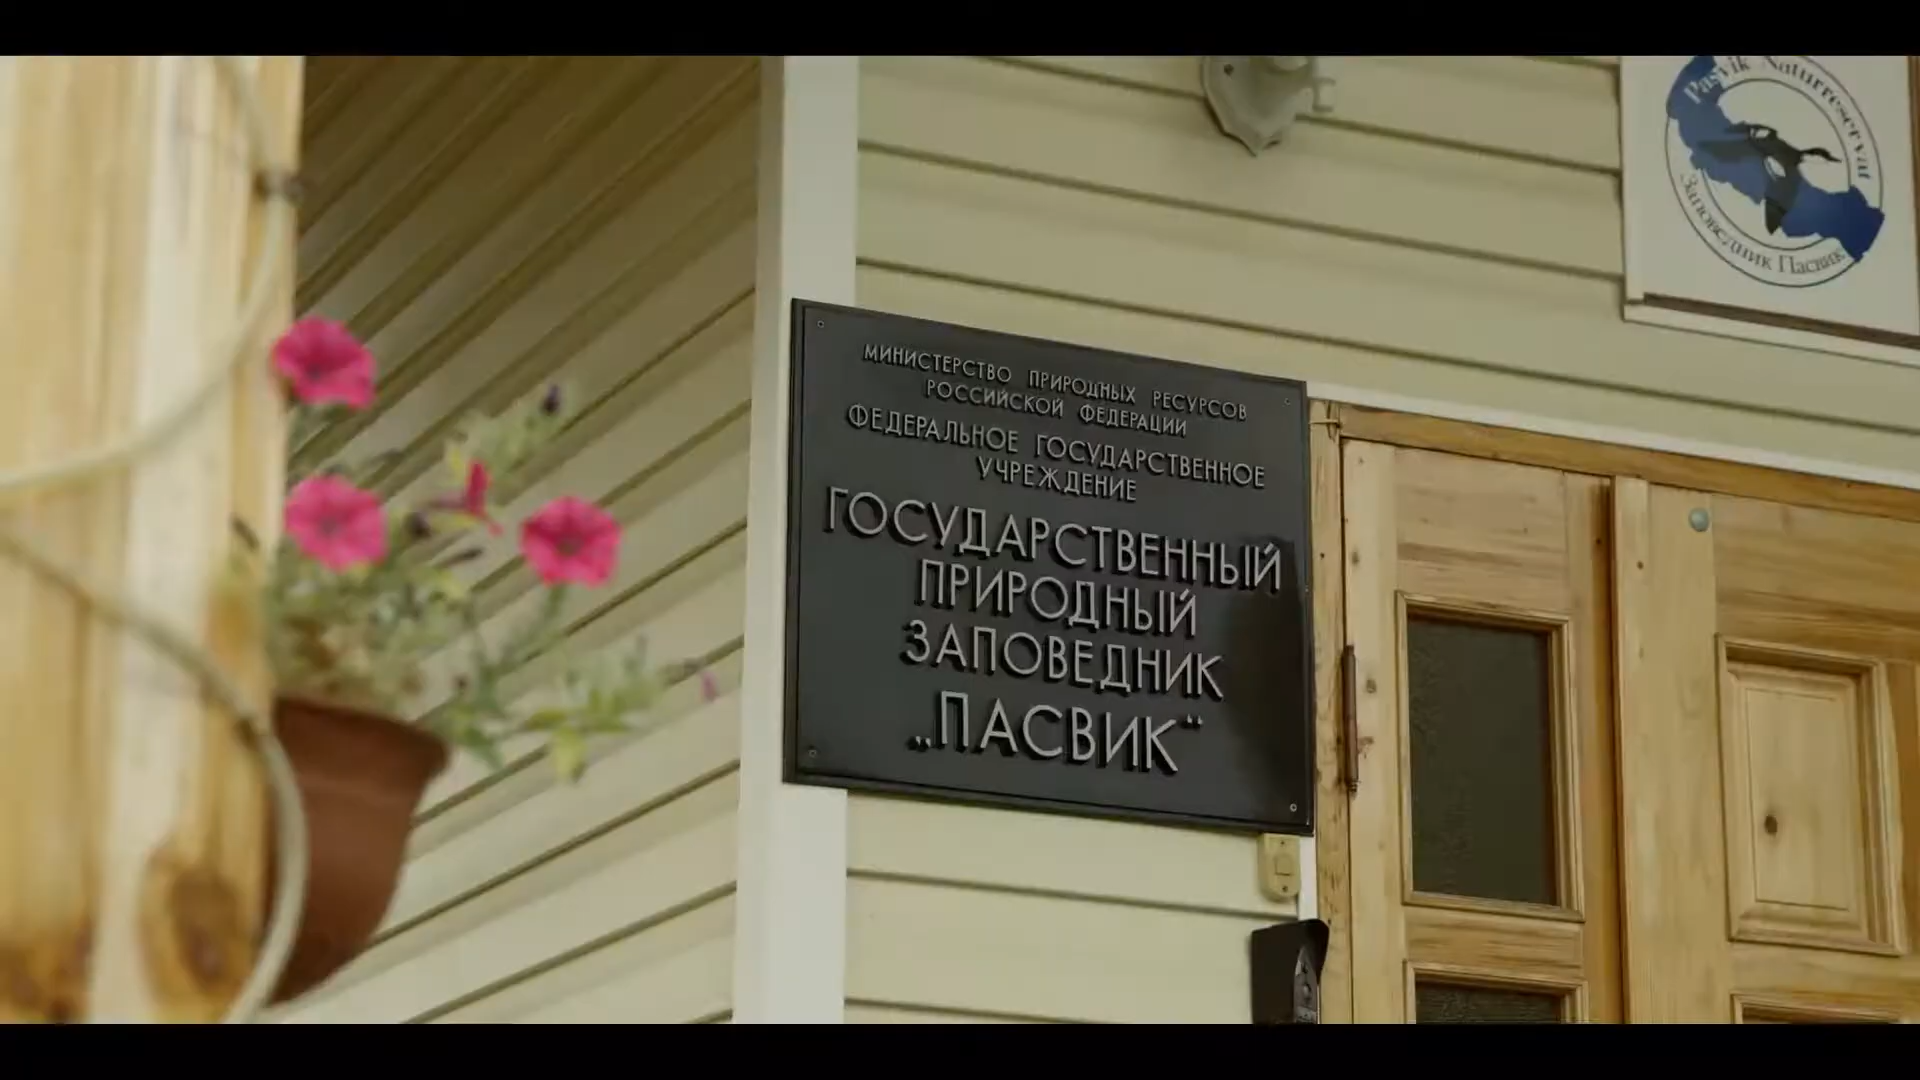 Pasvik Naturreservat
Заповедник Пасвик
МИНИСТЕРСТВО ПРИРОДНЫХ РЕСУРСОВ
РОССИЙСКОЙ ФЕДЕРАЦИИ
ФЕДЕРАЛЬНОЕ ГОСУДАРСТВЕННОЕ
УЧРЕЖДЕНИЕ
ГОСУДАРСТВЕННЫЙ
ПРИРОДНЫЙ
ЗАПОВЕДНИК
„ПАСВИК“